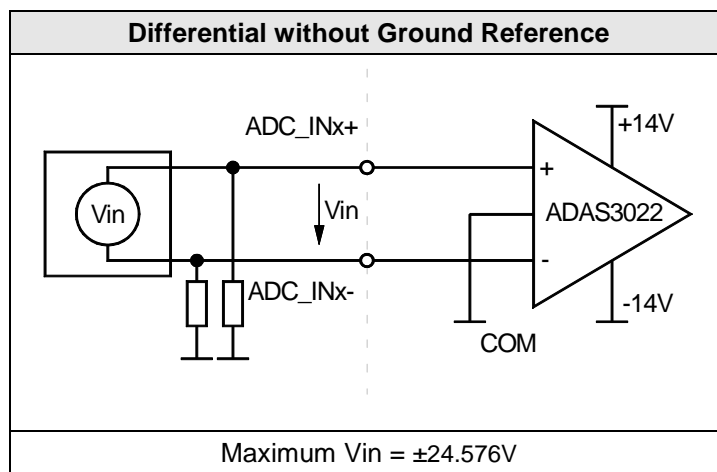 Differential without Ground Reference
ADC_INx+
+14V
Vin
Vin
+
ADAS3022
-
ADC_INx-
-14V
COM
Maximum Vin = ±24.576V